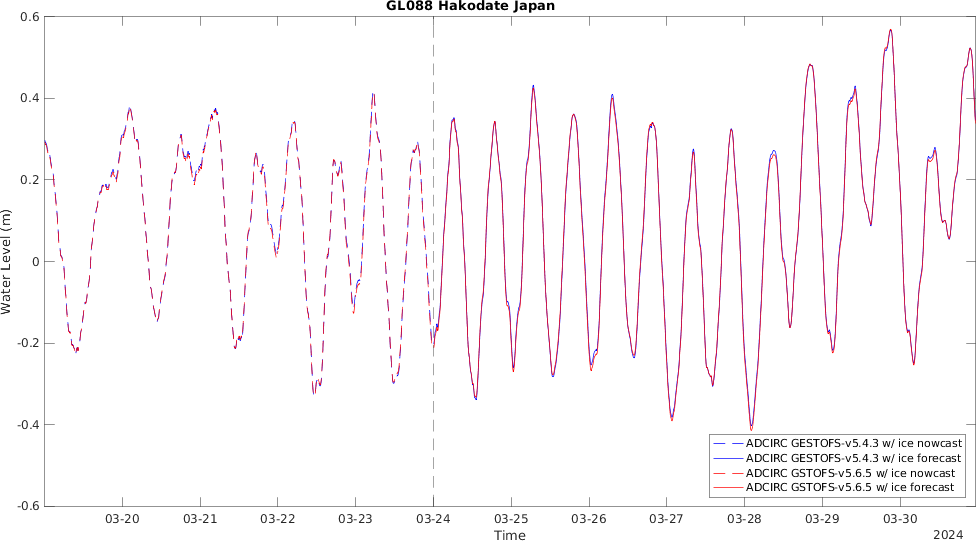 GL088 Hakodate Japan
0.6
0.4
0.2
0
-0.2
-0.4
-0.6
Water Level (m)
ADCIRC GESTOFS-v5.4.3 w/ ice nowcast
ADCIRC GESTOFS-v5.4.3 w/ ice forecast
ADCIRC GSTOFS-v5.6.5 w/ ice nowcast
ADCIRC GSTOFS-v5.6.5 w/ ice forecast
03-20 03-21 03-22 03-23 03-24 03-25 03-26 03-27 03-28 03-29 03-30
Time
2024